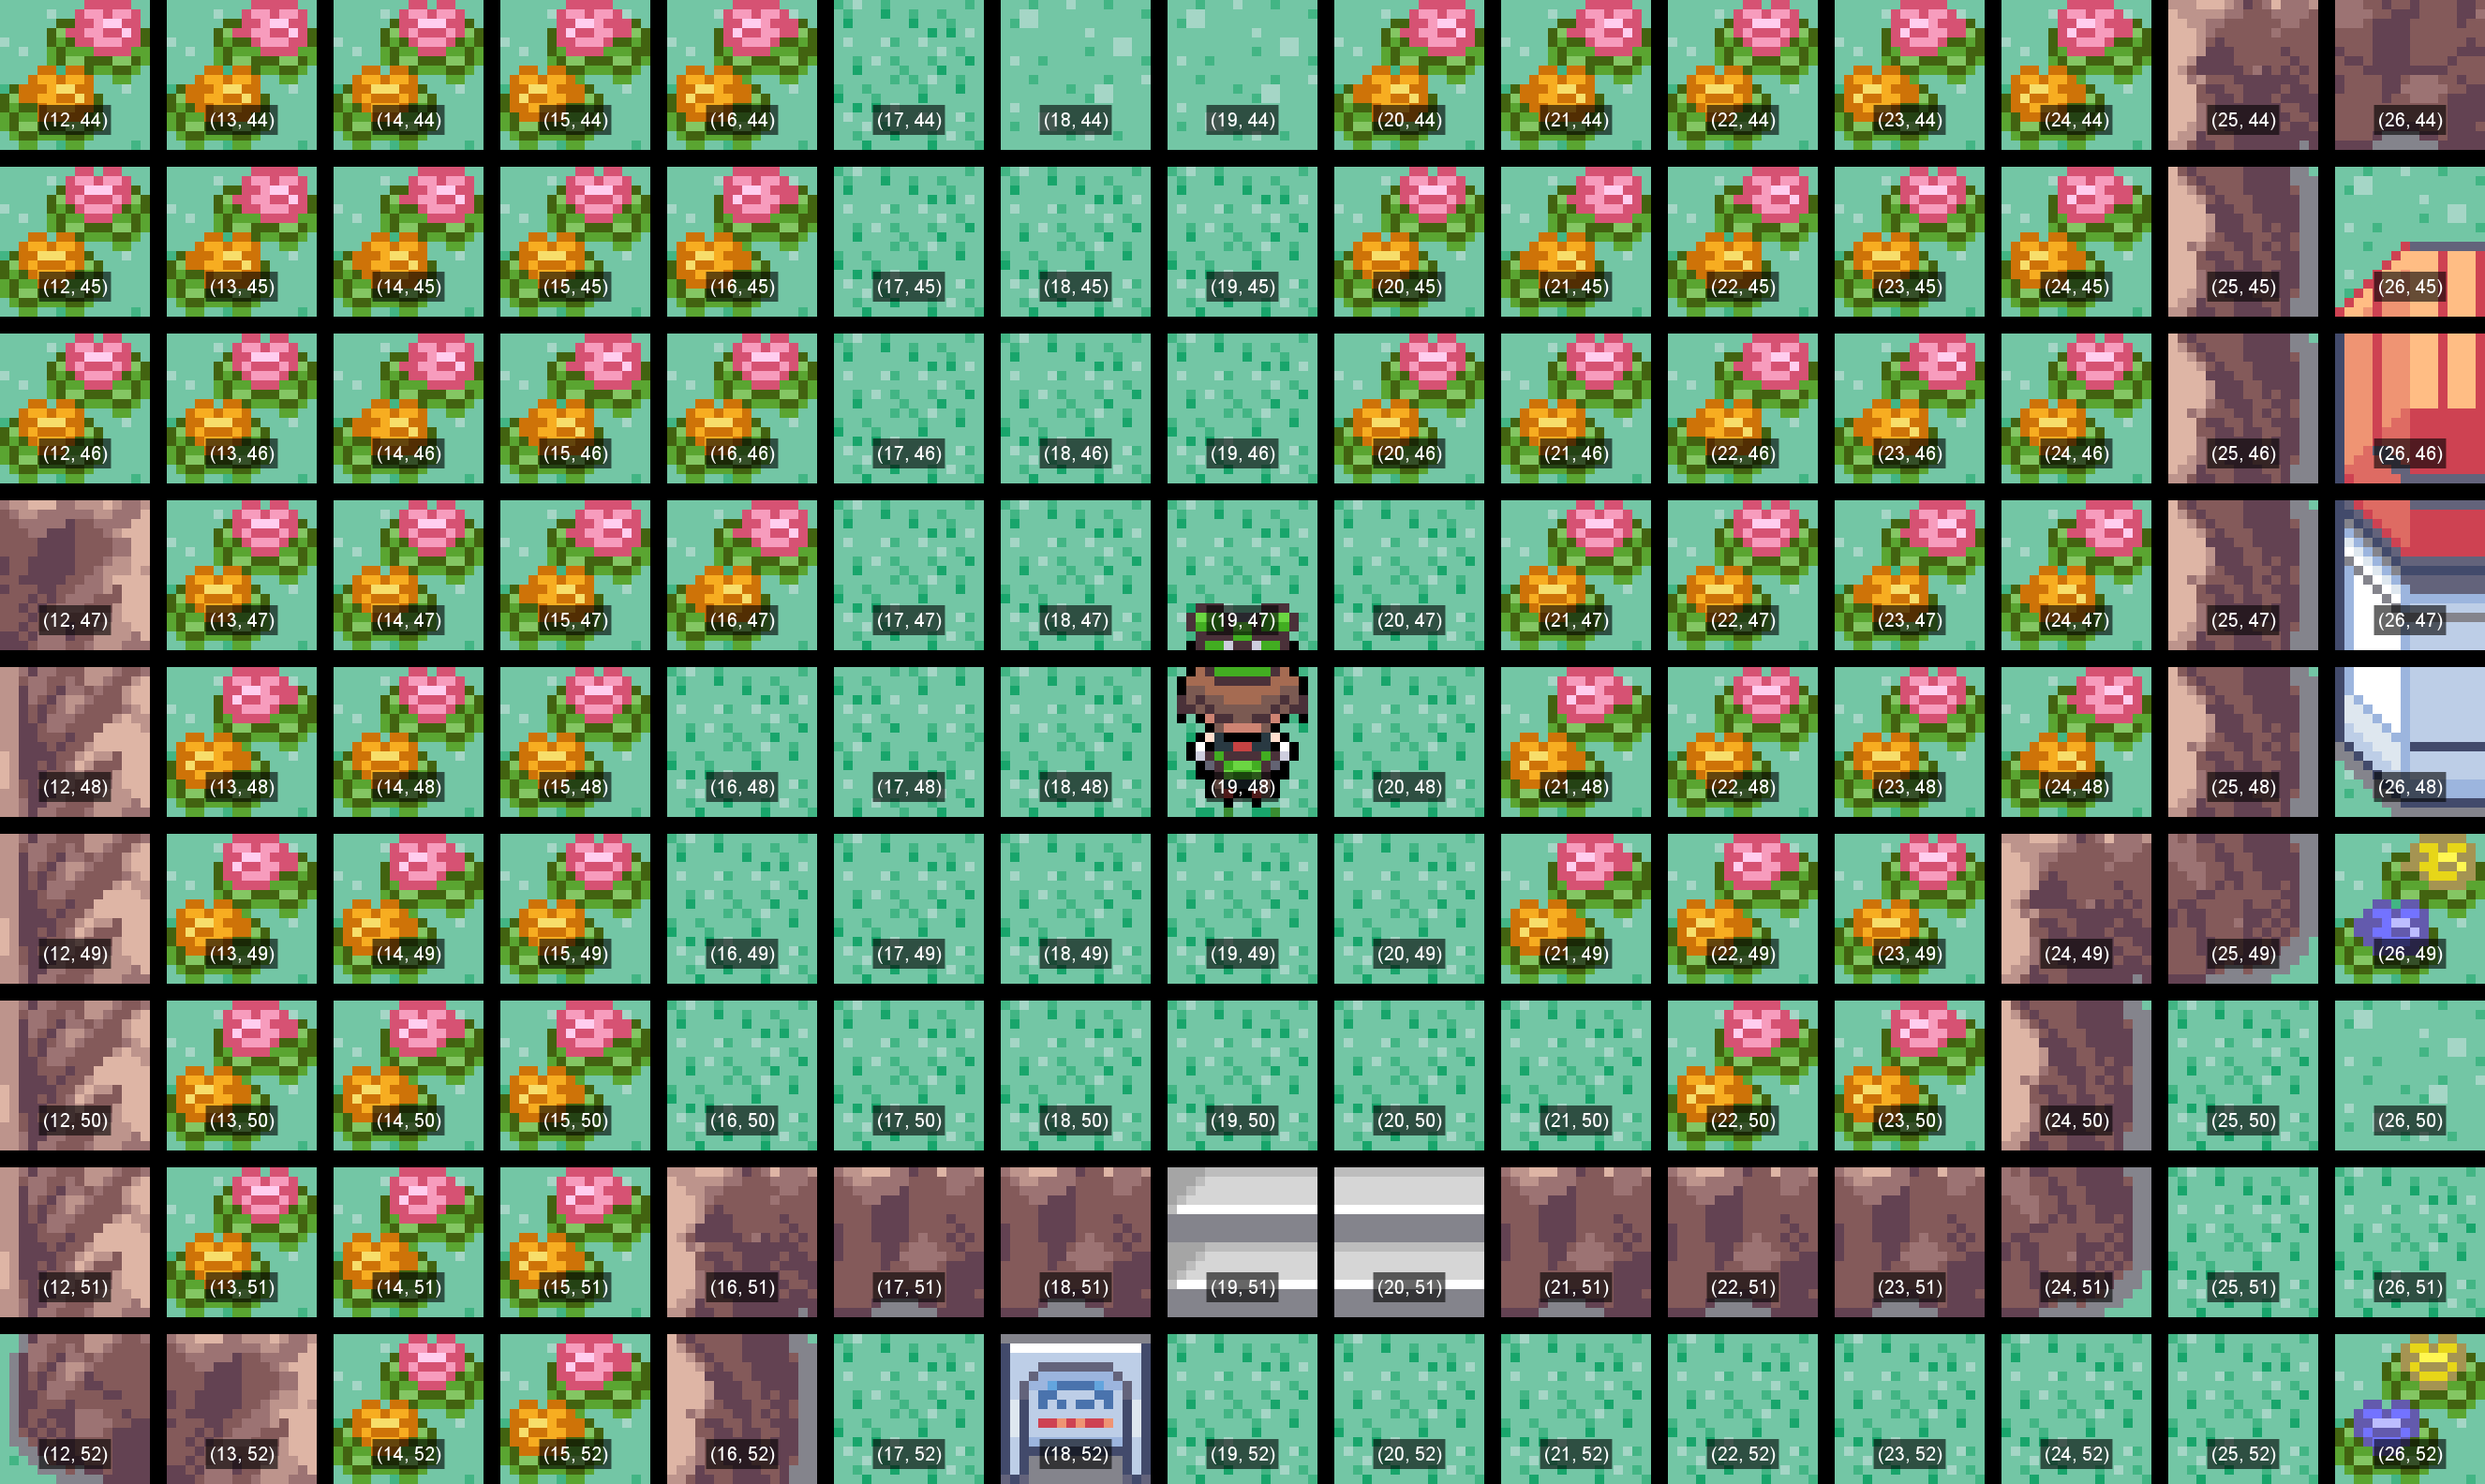 (12, 44) (13, 44) (14, 44) (15, 44) (16, 44) (17, 44) (18, 44) (19, 44) (20, 44) (21, 44) (22, 44) (23, 44) (24, 44) (25, 44) (26, 44)
(12, 45) (13, 45) (14, 45) (15, 45) (16, 45) (17, 45) (18, 45) (19, 45) (20, 45) (21, 45) (22, 45) (23, 45) (24, 45) (25, 45) (26, 45)
(12, 46) (13, 46) (14, 46) (15, 46) (16, 46) (17, 46) (18, 46) (19, 46) (20, 46) (21, 46) (22, 46) (23, 46) (24, 46) (25, 46) (26, 46)
(12, 47) (13, 47) (14, 47) (15, 47) (16, 47) (17, 47) (18, 47) (19, 47) (20, 47) (21, 47) (22, 47) (23, 47) (24, 47) (25, 47) (26, 47)
(12, 48) (13, 48) (14, 48) (15, 48) (16, 48) (17, 48) (18, 48) (19, 48) (20, 48) (21, 48) (22, 48) (23, 48) (24, 48) (25, 48) (26, 48)
(12, 49) (13, 49) (14, 49) (15, 49) (16, 49) (17, 49) (18, 49) (19, 49) (20, 49) (21, 49) (22, 49) (23, 49) (24, 49) (25, 49) (26, 49)
(12, 50) (13, 50) (14, 50) (15, 50) (16, 50) (17, 50) (18, 50) (19, 50) (20, 50) (21, 50) (22, 50) (23, 50) (24, 50) (25, 50) (26, 50)
(12, 51) (13, 51) (14, 51) (15, 51) (16, 51) (17, 51) (18, 51) (19, 51) (20, 51) (21, 51) (22, 51) (23, 51) (24, 51) (25, 51) (26, 51)
(12, 52) (13, 52) (14, 52) (15, 52) (16, 52) (17, 52) (18, 52) (19, 52) (20, 52) (21, 52) (22, 52) (23, 52) (24, 52) (25, 52) (26, 52)